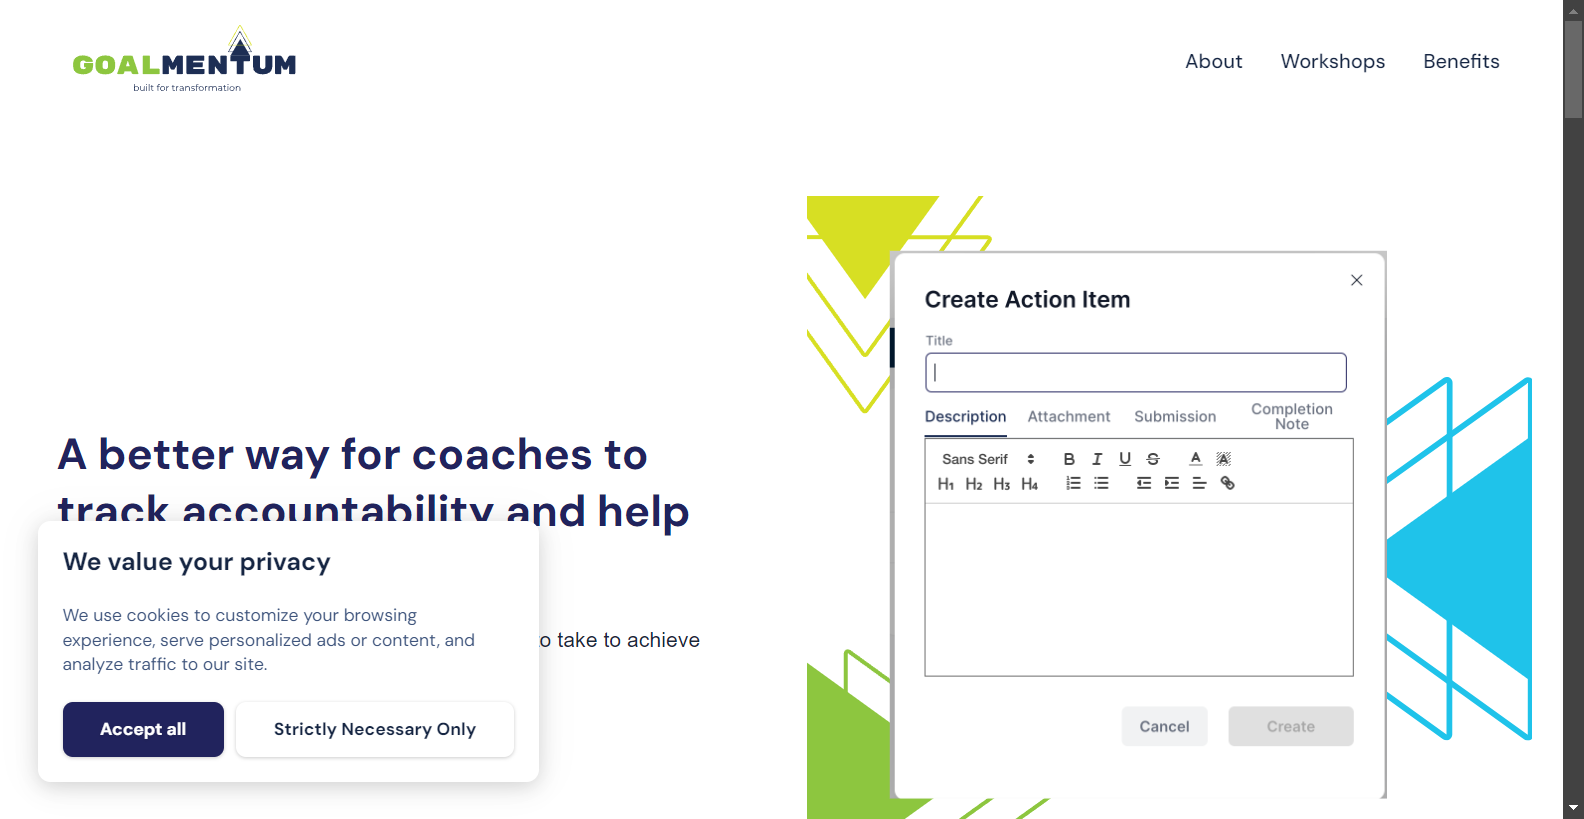 GOALMENTUM
built for transformation
About Workshops Benefits
A better way for coaches to
track accountability and help
o take to achieve
We value your privacy
We use cookies to customize your browsing
experience, serve personalized ads or content, and
analyze traffic to our site.
Accept all Strictly Necessary Only
Create Action Item
Title
Description Attachment Submission Completion
Note
Sans Serif B I U S A A
H1 H2 H3 H4
Cancel Create